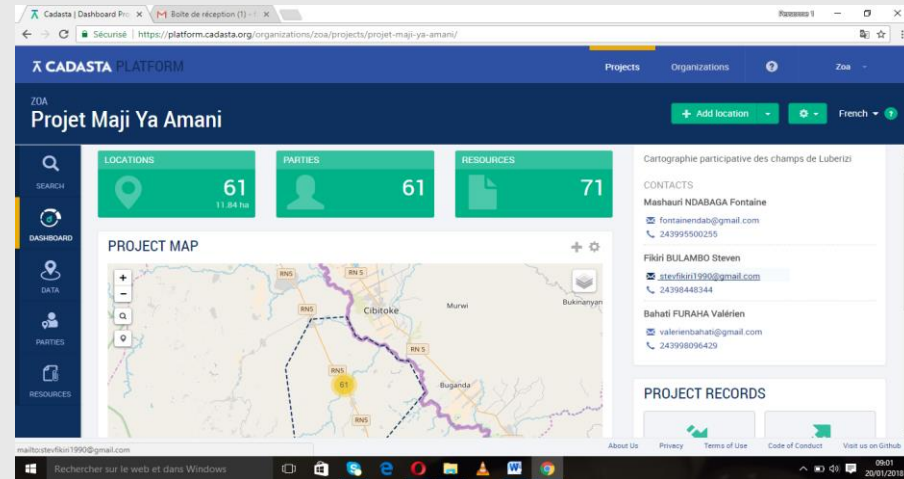 Cadasta | Dashboard Pro
Boîte de réception (1) -
Sécurisé | https://platform.cadasta.org/organizations/zoa/projects/projet-maji-ya-amani/
CADASTA PLATFORM
Projects
Organizations
Zoa
ZOA
Projet Maji Ya Amani
+ Add location
French
SEARCH
DASHBOARD
DATA
PARTIES
RESOURCES
LOCATIONS
61
11.84 ha
PARTIES
61
RESOURCES
71
PROJECT MAP
+
−
RN5
RN 5
RN5
Cibitoke
Murwi
Bukinanyan
RN 5
RN5
61
Buganda
RN5
Cartographie participative des champs de Luberizi
CONTACTS
Mashauri NDABAGA Fontaine
fontainendab@gmail.com
243995500255
Fikiri BULAMBO Steven
stevfikiri1990@gmail.com
24398448344
Bahati FURAHA Valérien
valerienbahati@gmail.com
243998096429
PROJECT RECORDS
mailto:stevfikiri1990@gmail.com
About Us
Privacy
Terms of Use
Code of Conduct
Visit us on Github
Rechercher sur le web et dans Windows
09:01
20/01/2018